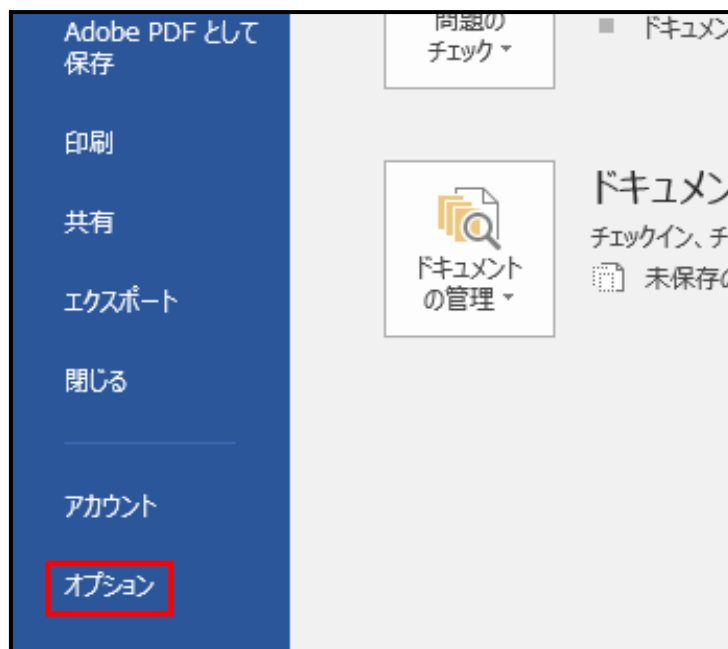 Adobe PDF として
保存
印刷
共有
エクスポート
閉じる
アカウント
オプション
問題の
チェック
ドキュメン
ドキュメント
の管理
ドキュメン
チェックイン、チ
未保存の